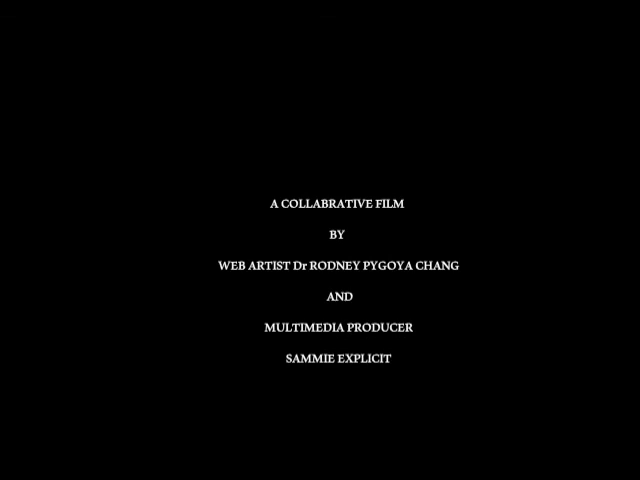 A COLLABRATIVE FILM
BY
WEB ARTIST Dr RODNEY PYGOYA CHANG
AND
MULTIMEDIA PRODUCER
SAMMIE EXPLICIT